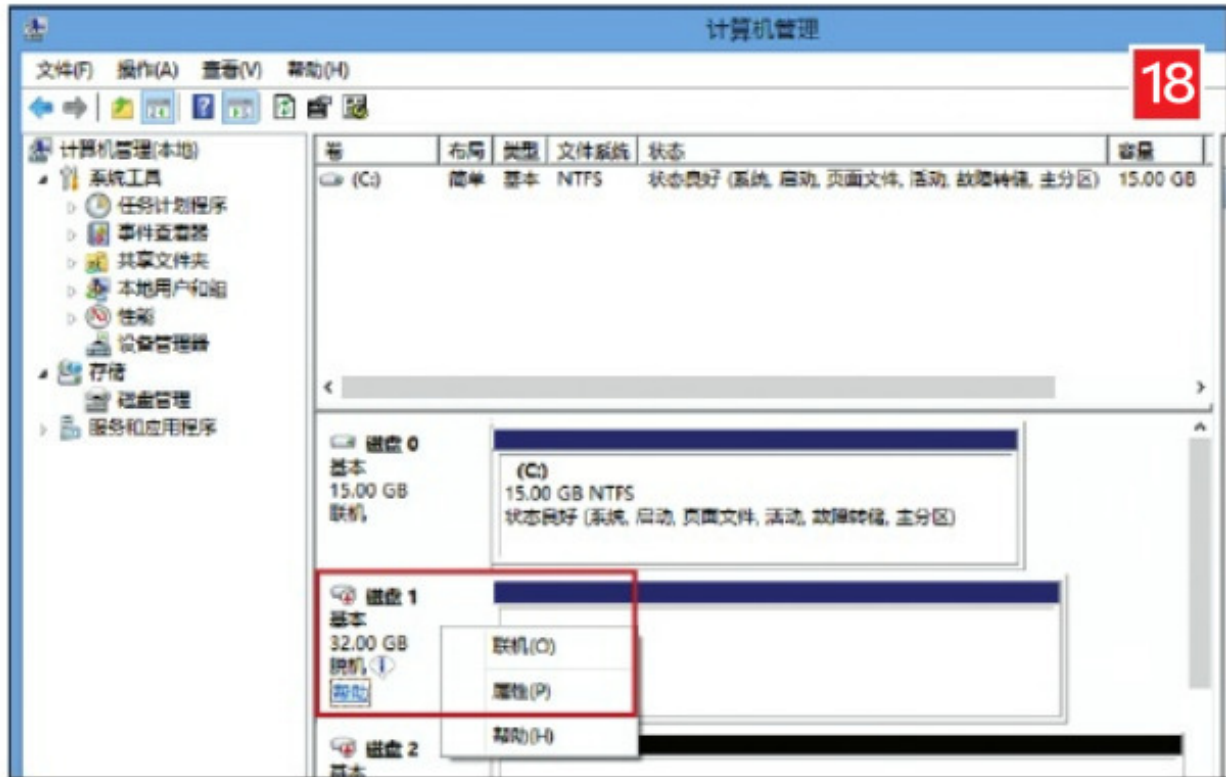 计算机管理
文件(F) 操作(A) 查看(V) 帮助(H)
18
计算机管理(本地)
系统工具
任务计划程序
事件查看器
共享文件夹
本地用户和组
性能
设备管理器
存储
磁盘管理
服务和应用程序
卷 布局 类型 文件系统 状态 容量
(C:) 简单 基本 NTFS 状态良好 (系统, 启动, 页面文件, 活动, 故障转储, 主分区) 15.00 GB
磁盘 0
基本
15.00 GB
联机
(C:)
15.00 GB NTFS
状态良好 (系统, 启动, 页面文件, 活动, 故障转储, 主分区)
磁盘 1
基本
32.00 GB
脱机
帮助
联机(O)
属性(P)
帮助(H)
磁盘 2
基本